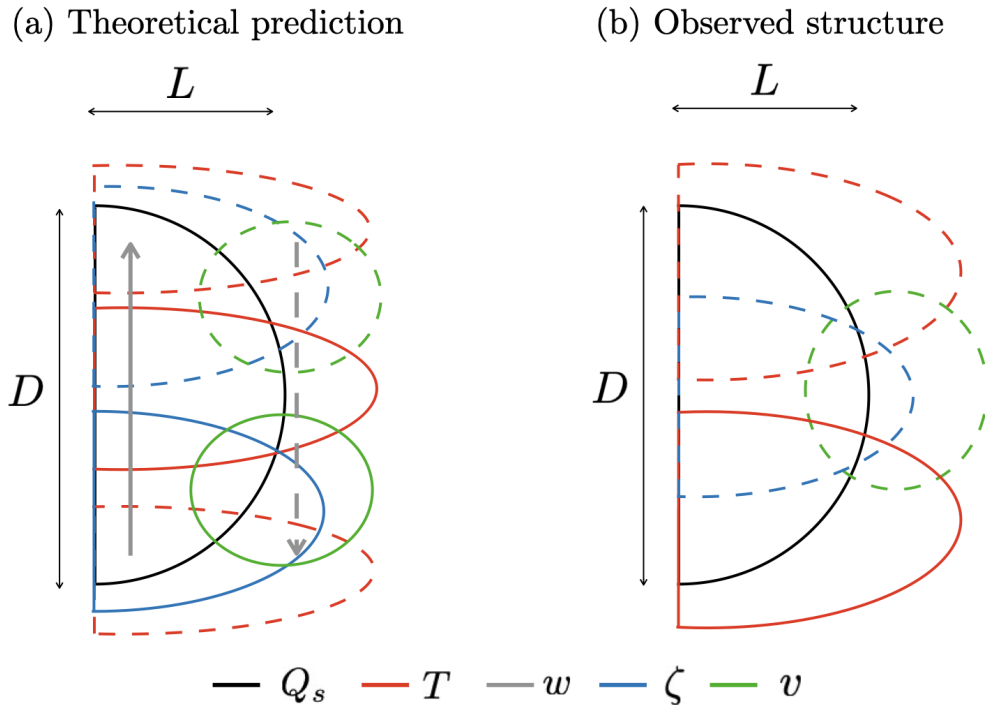 (a) Theoretical prediction
(b) Observed structure
L
L
D
D
Q_s T w ζ v